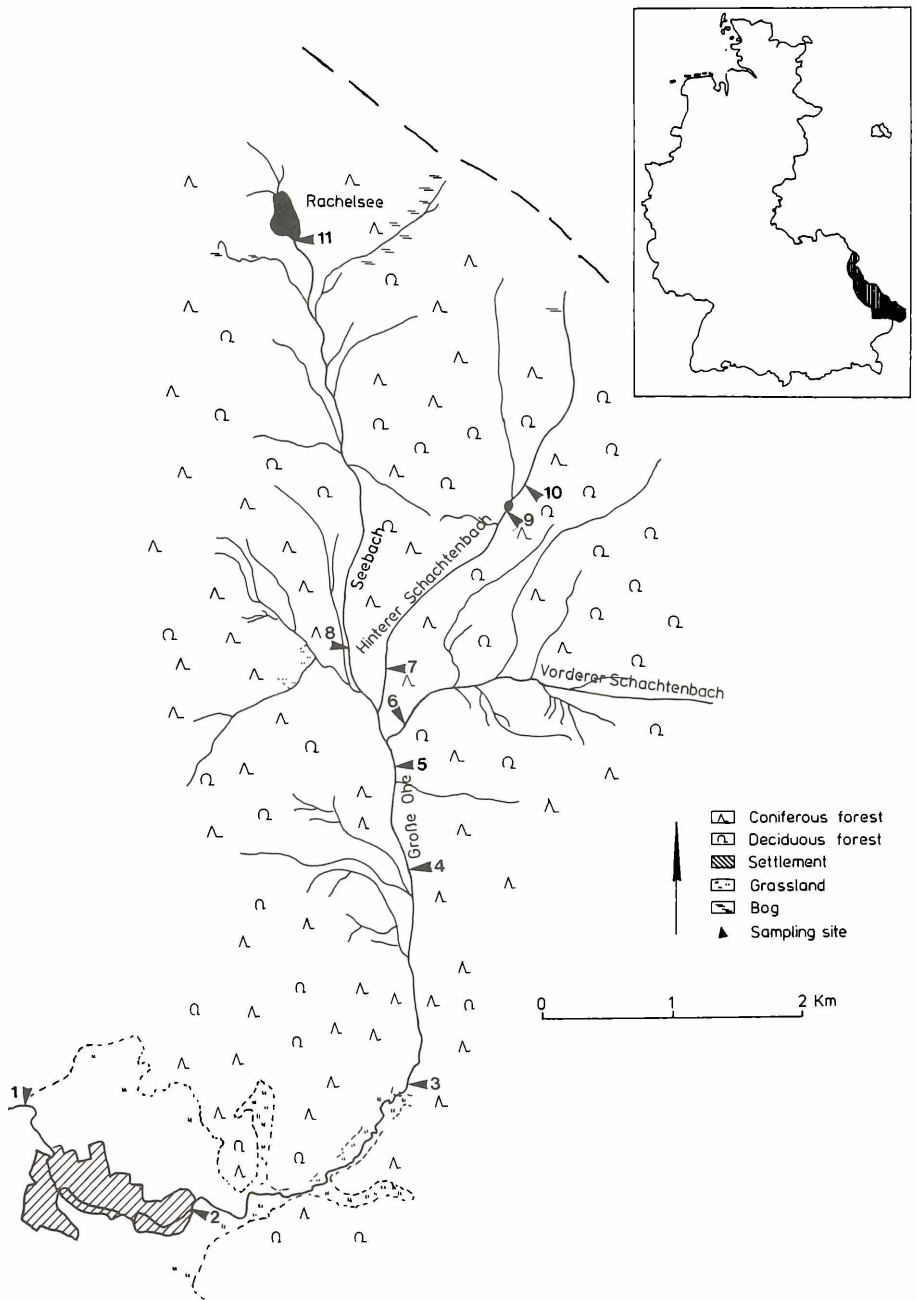 Rachelsee
11
10
9
Seebach
Hinterer Schachtenbach
8
7
Vorderer Schachtenbach
6
5
Große Ohe
4
Coniferous forest
Deciduous forest
Settlement
Grassland
Bog
Sampling site
0 1 2 Km
3
1
2